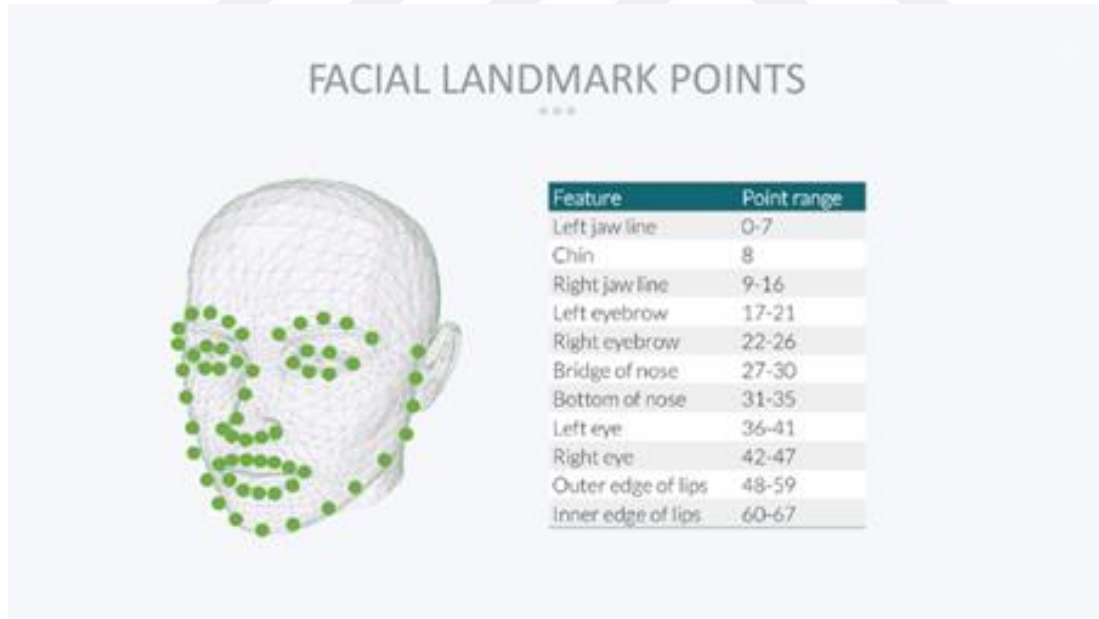 FACIAL LANDMARK POINTS
Feature Point range
Left jaw line 0-7
Chin 8
Right jaw line 9-16
Left eyebrow 17-21
Right eyebrow 22-26
Bridge of nose 27-30
Bottom of nose 31-35
Left eye 36-41
Right eye 42-47
Outer edge of lips 48-59
Inner edge of lips 60-67